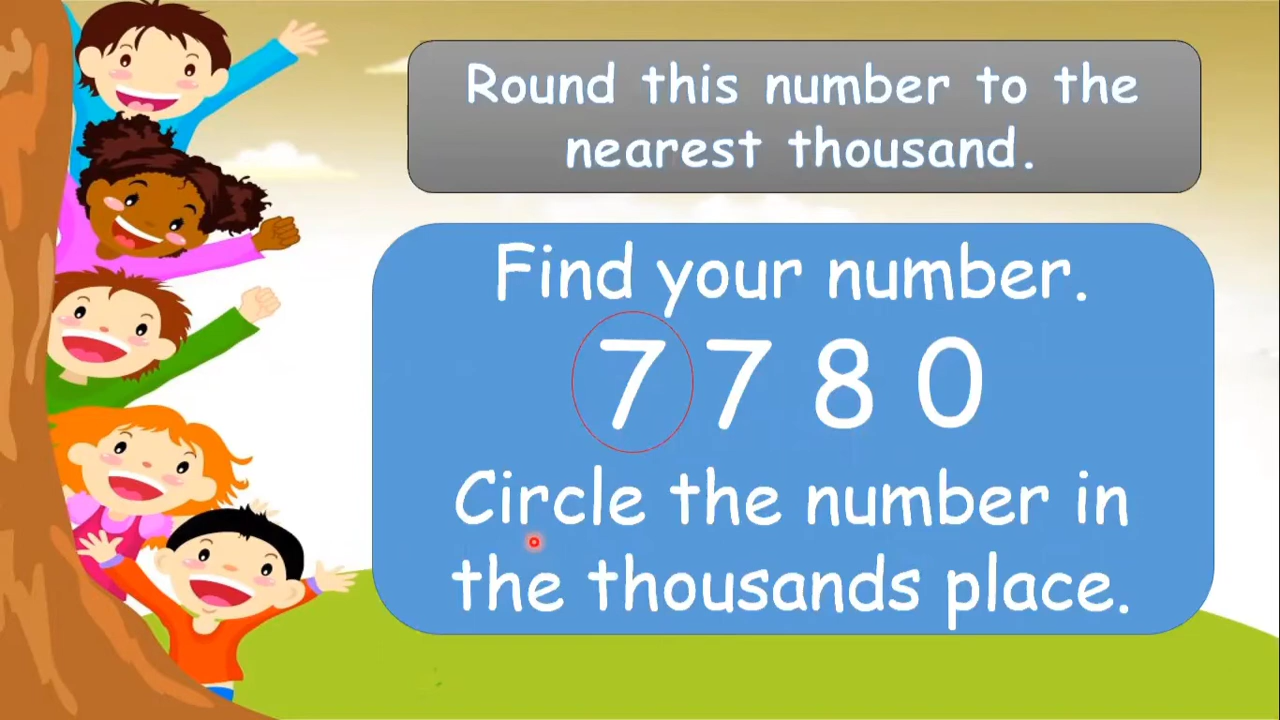 Round this number to the
nearest thousand.
Find your number.
7 7 8 0
Circle the number in
the thousands place.